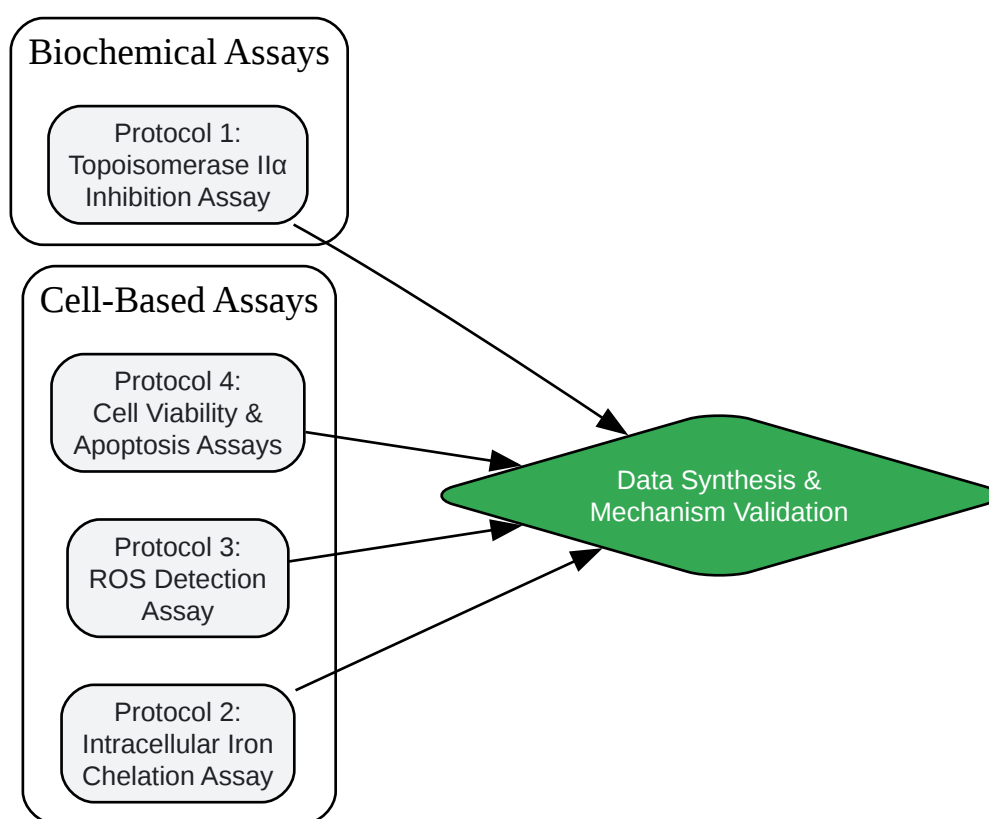 Biochemical Assays
Protocol 1:
Topoisomerase IIα
Inhibition Assay
Cell-Based Assays
Protocol 4:
Cell Viability &
Apoptosis Assays
Protocol 3:
ROS Detection
Assay
Protocol 2:
Intracellular Iron
Chelation Assay
Data Synthesis &
Mechanism Validation